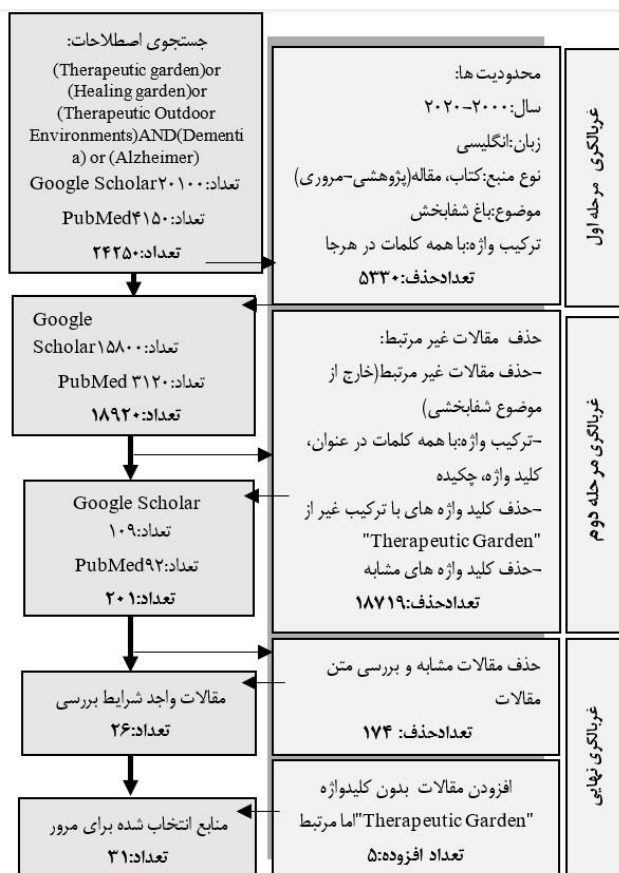 جستجوی اصطلاحات:
(Therapeutic garden)or
(Healing garden)or
(Therapeutic Outdoor
Environments)AND(Dementi
a) or (Alzheimer)
تعداد:۲۰۱۰۰Google Scholar
تعداد:۴۱۵۰PubMed
تعداد:۲۴۲۵۰
محدودیت ها:
سال:۲۰۰۰-۲۰۲۰
زبان:انگلیسی
نوع منبع:کتاب، مقاله(پژوهشی-مروری)
موضوع:باغ شفابخش
ترکیب واژه:با همه کلمات در هرجا
تعدادحذف:۵۳۳۰
غربالگری مرحله اول
Google
تعداد:۱۵۸۰۰Scholar
تعداد:۳۱۲۰ PubMed
تعداد:۱۸۹۲۰
حذف مقالات غیر مرتبط:
-حذف مقالات غیر مرتبط(خارج از
موضوع شفابخشی)
-ترکیب واژه:با همه کلمات در عنوان،
کلید واژه، چکیده
-حذف کلید واژه های با ترکیب غیر از
"Therapeutic Garden"
-حذف کلید واژه های مشابه
تعدادحذف:۱۸۷۱۹
غربالگری مرحله دوم
Google Scholar
تعداد:۱۰۹
تعداد:۹۲PubMed
تعداد:۲۰۱
حذف مقالات مشابه و بررسی متن
مقالات
تعدادحذف: ۱۷۴
غربالگری نهایی
مقالات واجد شرایط بررسی
تعداد:۲۶
افزودن مقالات بدون کلیدواژه
"Therapeutic Garden"اما مرتبط
تعداد افزوده:۵
منابع انتخاب شده برای مرور
تعداد:۳۱